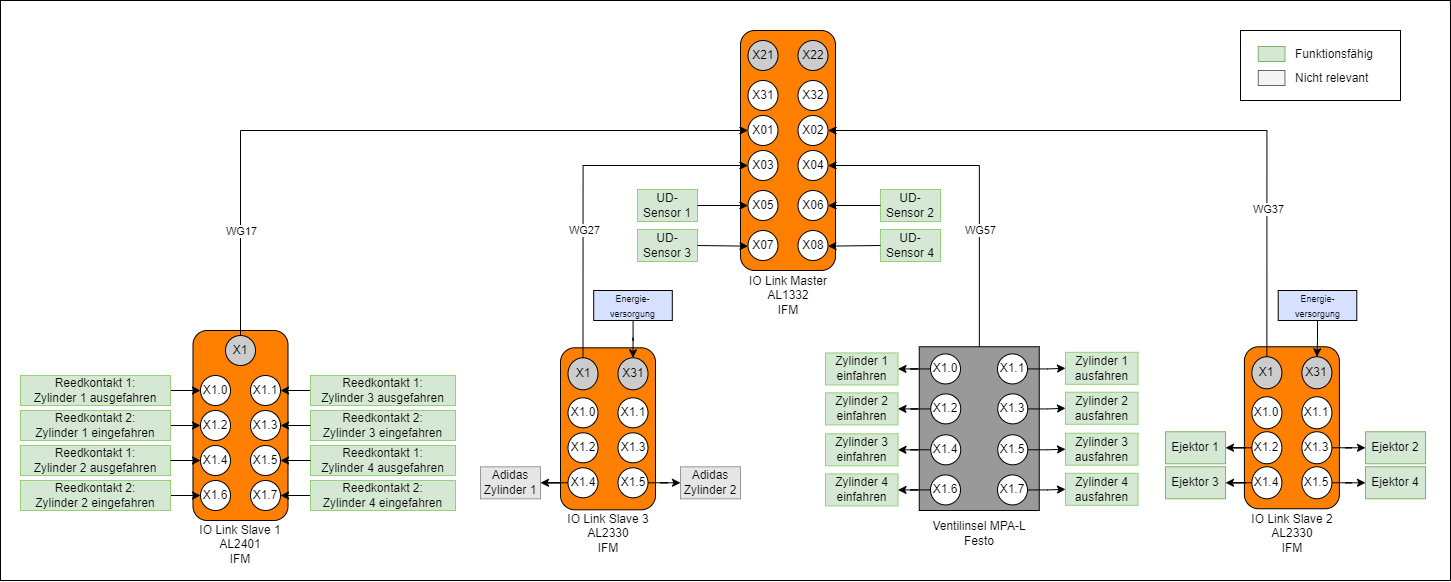 X21
X22
X31
X32
X01
X02
X03
X04
UD-
Sensor 1
X05
X06
UD-
Sensor 2
UD-
Sensor 3
X07
X08
UD-
Sensor 4
IO Link Master
AL1332
IFM
Funktionsfähig
Nicht relevant
WG17
WG27
WG57
WG37
X1
Reedkontakt 1:
Zylinder 1 ausgefahren
X1.0
X1.1
Reedkontakt 1:
Zylinder 3 ausgefahren
Reedkontakt 2:
Zylinder 1 eingefahren
X1.2
X1.3
Reedkontakt 2:
Zylinder 3 eingefahren
Reedkontakt 1:
Zylinder 2 ausgefahren
X1.4
X1.5
Reedkontakt 1:
Zylinder 4 ausgefahren
Reedkontakt 2:
Zylinder 2 eingefahren
X1.6
X1.7
Reedkontakt 2:
Zylinder 4 eingefahren
IO Link Slave 1
AL2401
IFM
Energie-
versorgung
X1
X31
X1.0
X1.1
X1.2
X1.3
Adidas
Zylinder 1
X1.4
X1.5
Adidas
Zylinder 2
IO Link Slave 3
AL2330
IFM
Zylinder 1
einfahren
X1.0
X1.1
Zylinder 1
ausfahren
Zylinder 2
einfahren
X1.2
X1.3
Zylinder 2
ausfahren
Zylinder 3
einfahren
X1.4
X1.5
Zylinder 3
ausfahren
Zylinder 4
einfahren
X1.6
X1.7
Zylinder 4
ausfahren
Ventilinsel MPA-L
Festo
Energie-
versorgung
X1
X31
X1.0
X1.1
Ejektor 1
X1.2
X1.3
Ejektor 2
Ejektor 3
X1.4
X1.5
Ejektor 4
IO Link Slave 2
AL2330
IFM